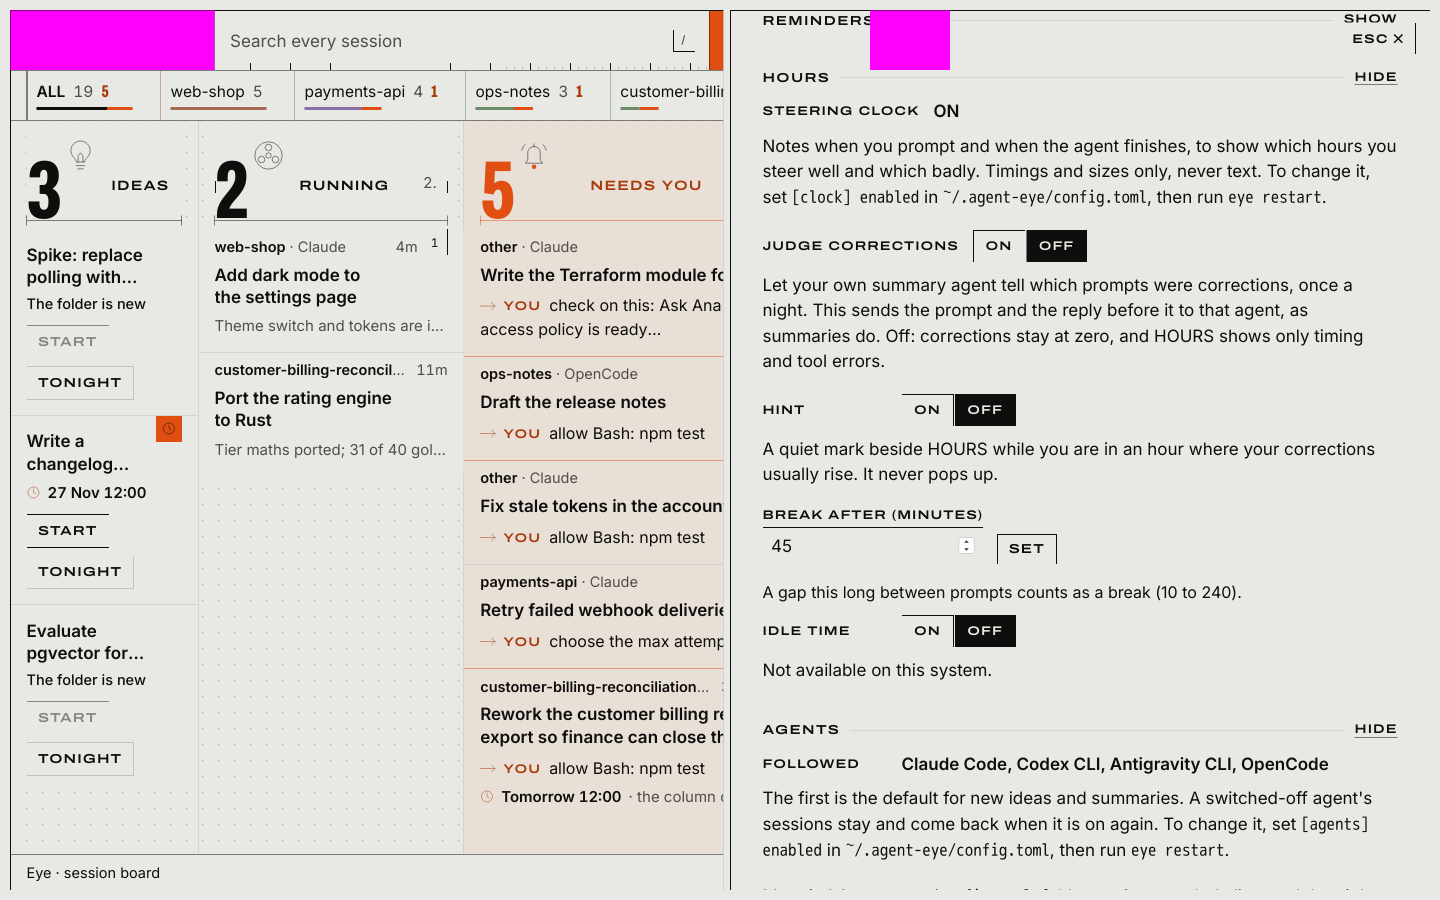 Search every session /
ALL 19 5 web-shop 5 payments-api 4 1 ops-notes 3 1
3 IDEAS
Spike: replace
polling with…
The folder is new
START
TONIGHT
Write a
changelog…
27 Nov 12:00
START
TONIGHT
Evaluate
pgvector for…
The folder is new
START
TONIGHT
2 RUNNING 2.
web-shop · Claude 4m 1
Add dark mode to
the settings page
Theme switch and tokens are i…
customer-billing-reconcil… 11m
Port the rating engine
to Rust
Tier maths ported; 31 of 40 gol…
5 NEEDS YOU
other · Claude
Write the Terraform module
→ YOU check on this: Ask Ana
access policy is ready…
ops-notes · OpenCode
Draft the release notes
→ YOU allow Bash: npm test
other · Claude
Fix stale tokens in the
→ YOU allow Bash: npm test
payments-api · Claude
Retry failed webhook
→ YOU choose the max
customer-billing-reconciliation…
Rework the customer billing
export so finance can close
→ YOU allow Bash: npm test
Tomorrow 12:00 · the column
Eye · session board
REMINDERS SHOW
ESC ×
HOURS HIDE
STEERING CLOCK ON
Notes when you prompt and when the agent finishes, to show which hours you
steer well and which badly. Timings and sizes only, never text. To change it,
set [clock] enabled in ~/.agent-eye/config.toml, then run eye restart.
JUDGE CORRECTIONS ON OFF
Let your own summary agent tell which prompts were corrections, once a
night. This sends the prompt and the reply before it to that agent, as
summaries do. Off: corrections stay at zero, and HOURS shows only timing
and tool errors.
HINT ON OFF
A quiet mark beside HOURS while you are in an hour where your corrections
usually rise. It never pops up.
BREAK AFTER (MINUTES)
45 SET
A gap this long between prompts counts as a break (10 to 240).
IDLE TIME ON OFF
Not available on this system.
AGENTS HIDE
FOLLOWED Claude Code, Codex CLI, Antigravity CLI, OpenCode
The first is the default for new ideas and summaries. A switched-off agent's
sessions stay and come back when it is on again. To change it, set [agents]
enabled in ~/.agent-eye/config.toml, then run eye restart.